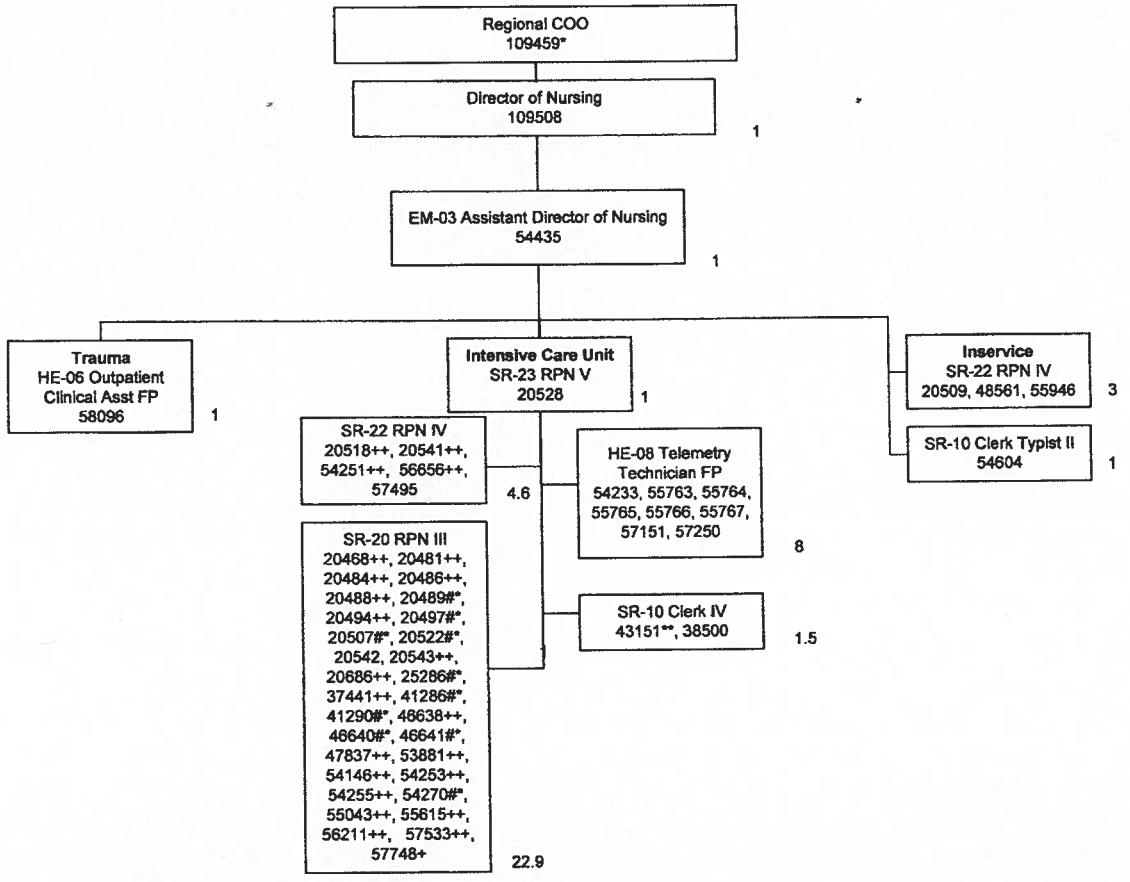 Regional COO
109459*
Director of Nursing
109508
1
EM-03 Assistant Director of Nursing
54435
1
Trauma
HE-06 Outpatient
Clinical Asst FP
58096
1
Intensive Care Unit
SR-23 RPN V
20528
1
Inservice
SR-22 RPN IV
20509, 48561, 55946
3
SR-10 Clerk Typist II
54604
1
SR-22 RPN IV
20518++, 20541++,
54251++, 56656++,
57495
4.6
HE-08 Telemetry
Technician FP
54233, 55763, 55764,
55765, 55766, 55767,
57151, 57250
8
SR-20 RPN III
20468++, 20481++,
20484++, 20486++,
20488++, 20489#*,
20494++, 20497#*,
20507#*, 20522#*,
20542, 20543++,
20686++, 25286#*,
37441++, 41286#*,
41290#*, 46638++,
46640#*, 46641#*,
47837++, 53881++,
54146++, 54253++,
54255++, 54270#*,
55043++, 55615++,
56211++, 57533++,
57748+
22.9
SR-10 Clerk IV
43151**, 38500
1.5